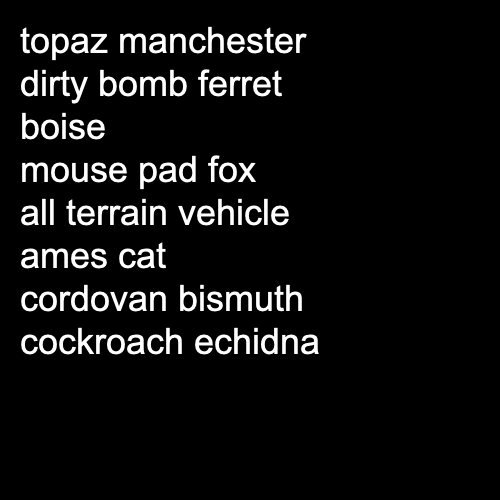 topaz manchester
dirty bomb ferret
boise
mouse pad fox
all terrain vehicle
ames cat
cordovan bismuth
cockroach echidna